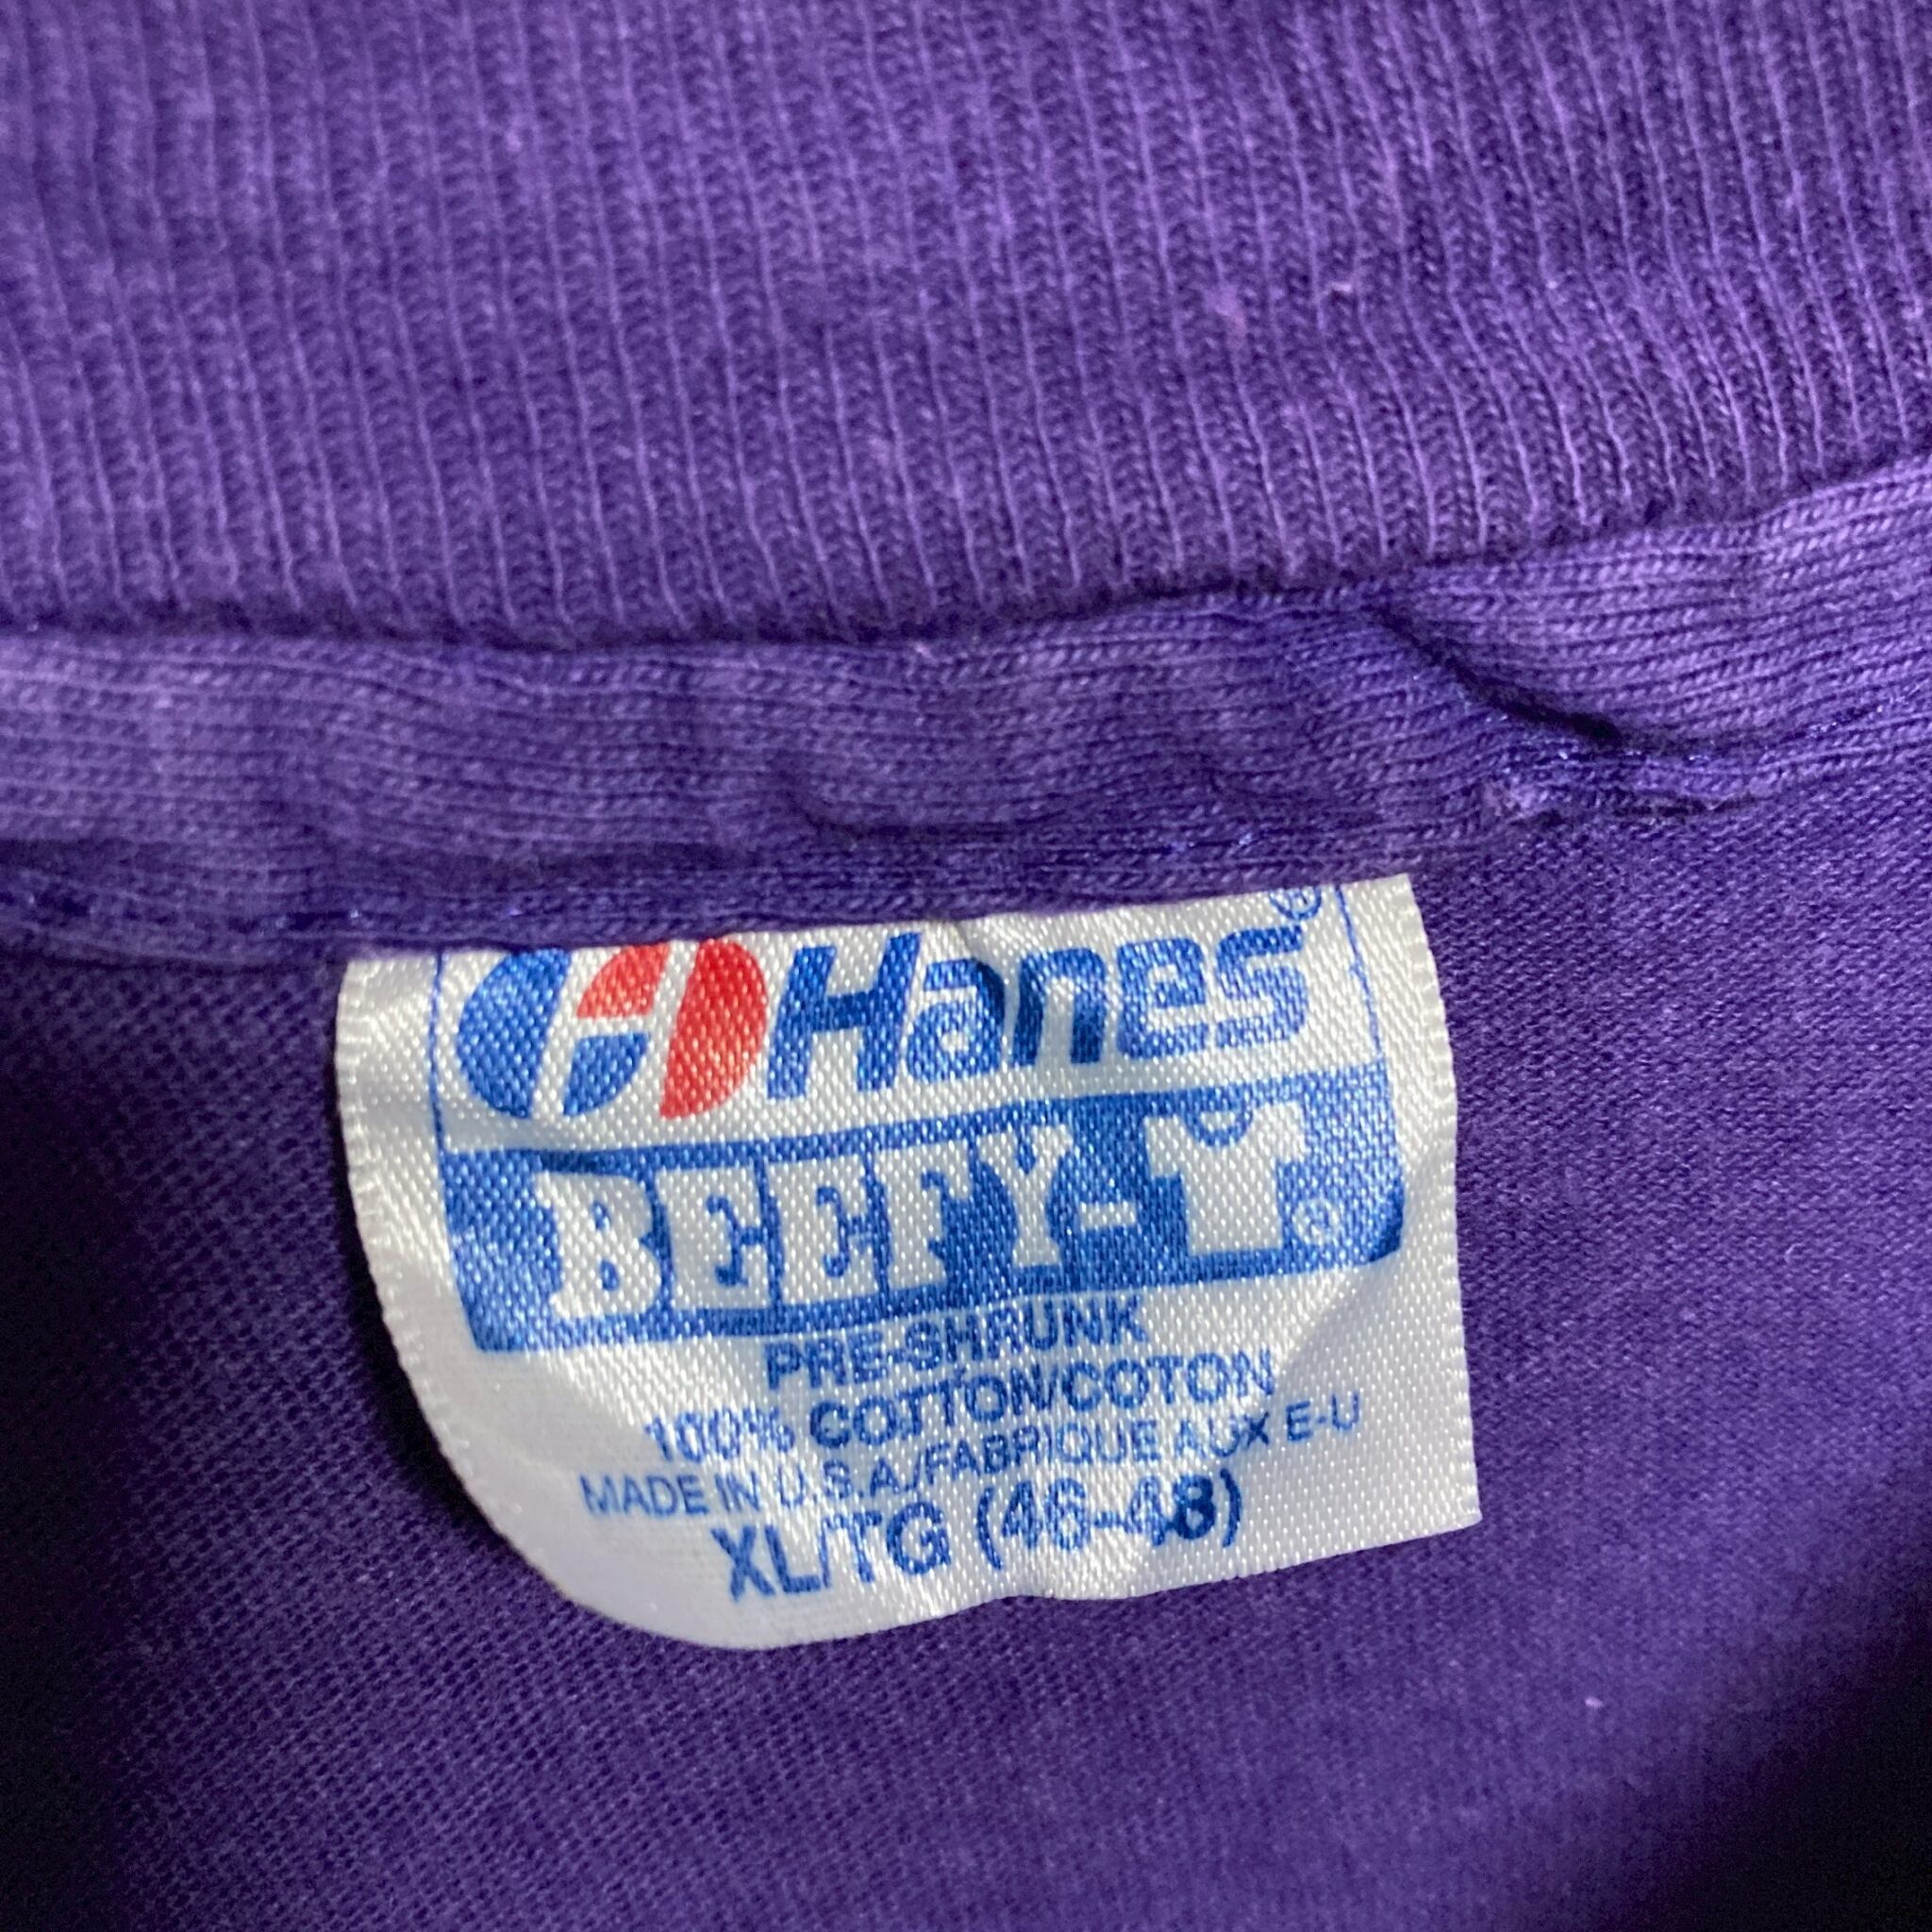 Hanes®
BEEFY-T®
PRE-SHRUNK
100% COTTON/COTON
MADE IN U.S.A./FABRIQUE AUX E-U
XL/TG (46-48)